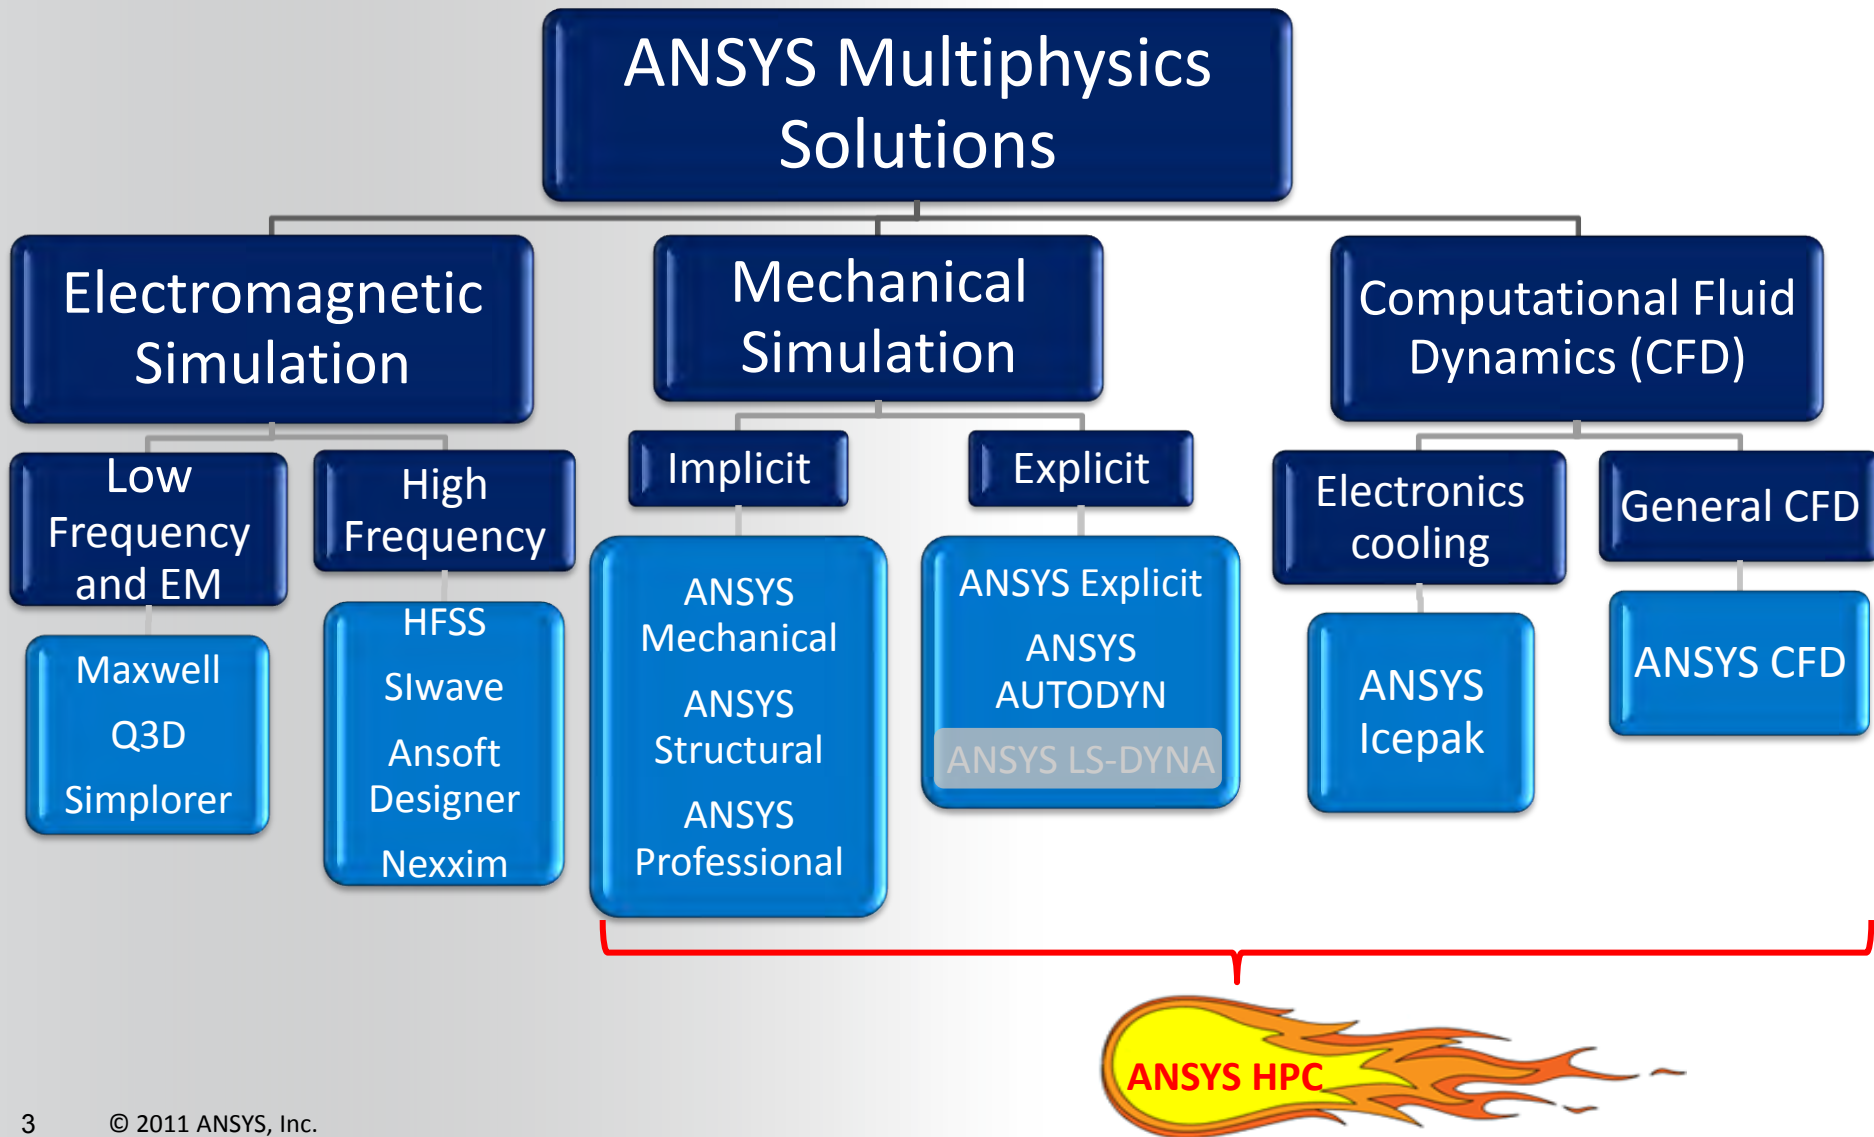 ANSYS Multiphysics
Solutions
Electromagnetic
Simulation
Mechanical
Simulation
Computational Fluid
Dynamics (CFD)
Low
Frequency
and EM
High
Frequency
Implicit
Explicit
Electronics
cooling
General CFD
Maxwell
Q3D
Simplorer
HFSS
SIwave
Ansoft
Designer
Nexxim
ANSYS
Mechanical
ANSYS
Structural
ANSYS
Professional
ANSYS Explicit
ANSYS
AUTODYN
ANSYS LS-DYNA
ANSYS
Icepak
ANSYS CFD
ANSYS HPC
3 © 2011 ANSYS, Inc.